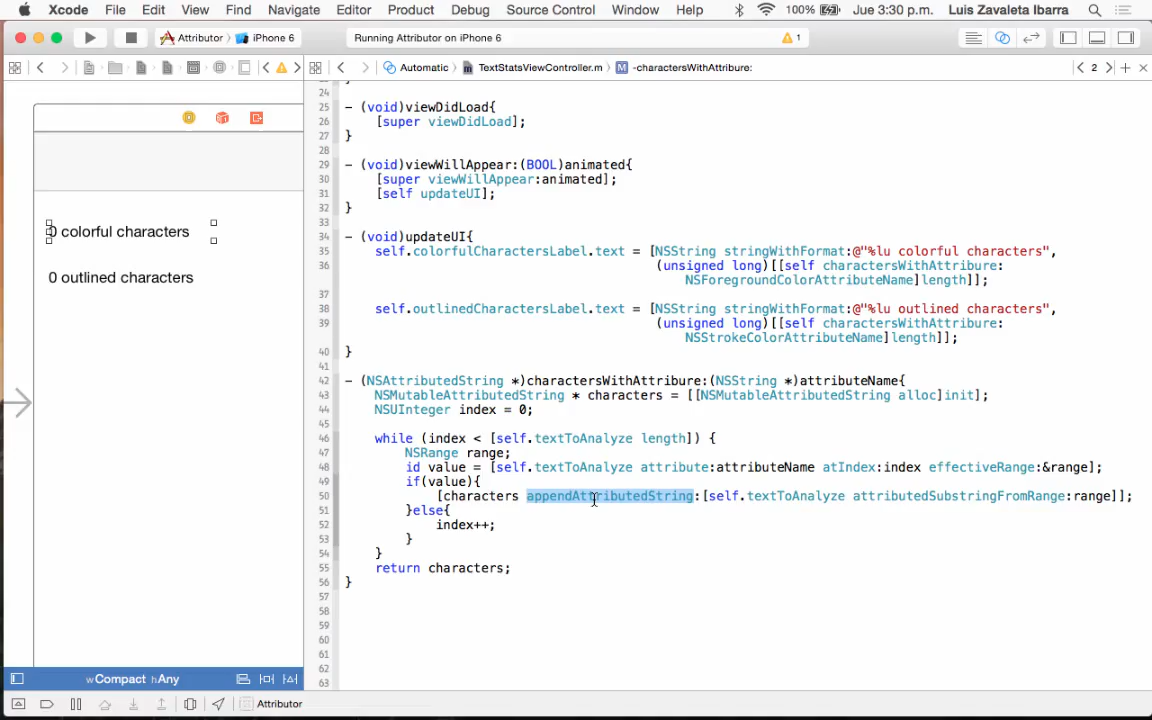 Xcode File Edit View Find Navigate Editor Product Debug Source Control Window Help 100% Jue 3:30 p.m. Luis Zavaleta Ibarra
Attributor iPhone 6 Running Attributor on iPhone 6 1
Automatic TextStatsViewController.m M -charactersWithAttribure: 2
24
25 - (void)viewDidLoad{
26 [super viewDidLoad];
27 }
28
29 - (void)viewWillAppear:(BOOL)animated{
30 [super viewWillAppear:animated];
31 [self updateUI];
32 }
33
34 - (void)updateUI{
35 self.colorfulCharactersLabel.text = [NSString stringWithFormat:@"%lu colorful characters",
36 (unsigned long)[[self charactersWithAttribure:
NSForegroundColorAttributeName]length]];
37
38 self.outlinedCharactersLabel.text = [NSString stringWithFormat:@"%lu outlined characters",
39 (unsigned long)[[self charactersWithAttribure:
NSStrokeColorAttributeName]length]];
40 }
41
42 - (NSAttributedString *)charactersWithAttribure:(NSString *)attributeName{
43 NSMutableAttributedString * characters = [[NSMutableAttributedString alloc]init];
44 NSUInteger index = 0;
45
46 while (index < [self.textToAnalyze length]) {
47 NSRange range;
48 id value = [self.textToAnalyze attribute:attributeName atIndex:index effectiveRange:&range];
49 if(value){
50 [characters appendAttributedString:[self.textToAnalyze attributedSubstringFromRange:range]];
51 }else{
52 index++;
53 }
54 }
55 return characters;
56 }
57
58
59
60
61
62
63
0 colorful characters
0 outlined characters
wCompact hAny
Attributor